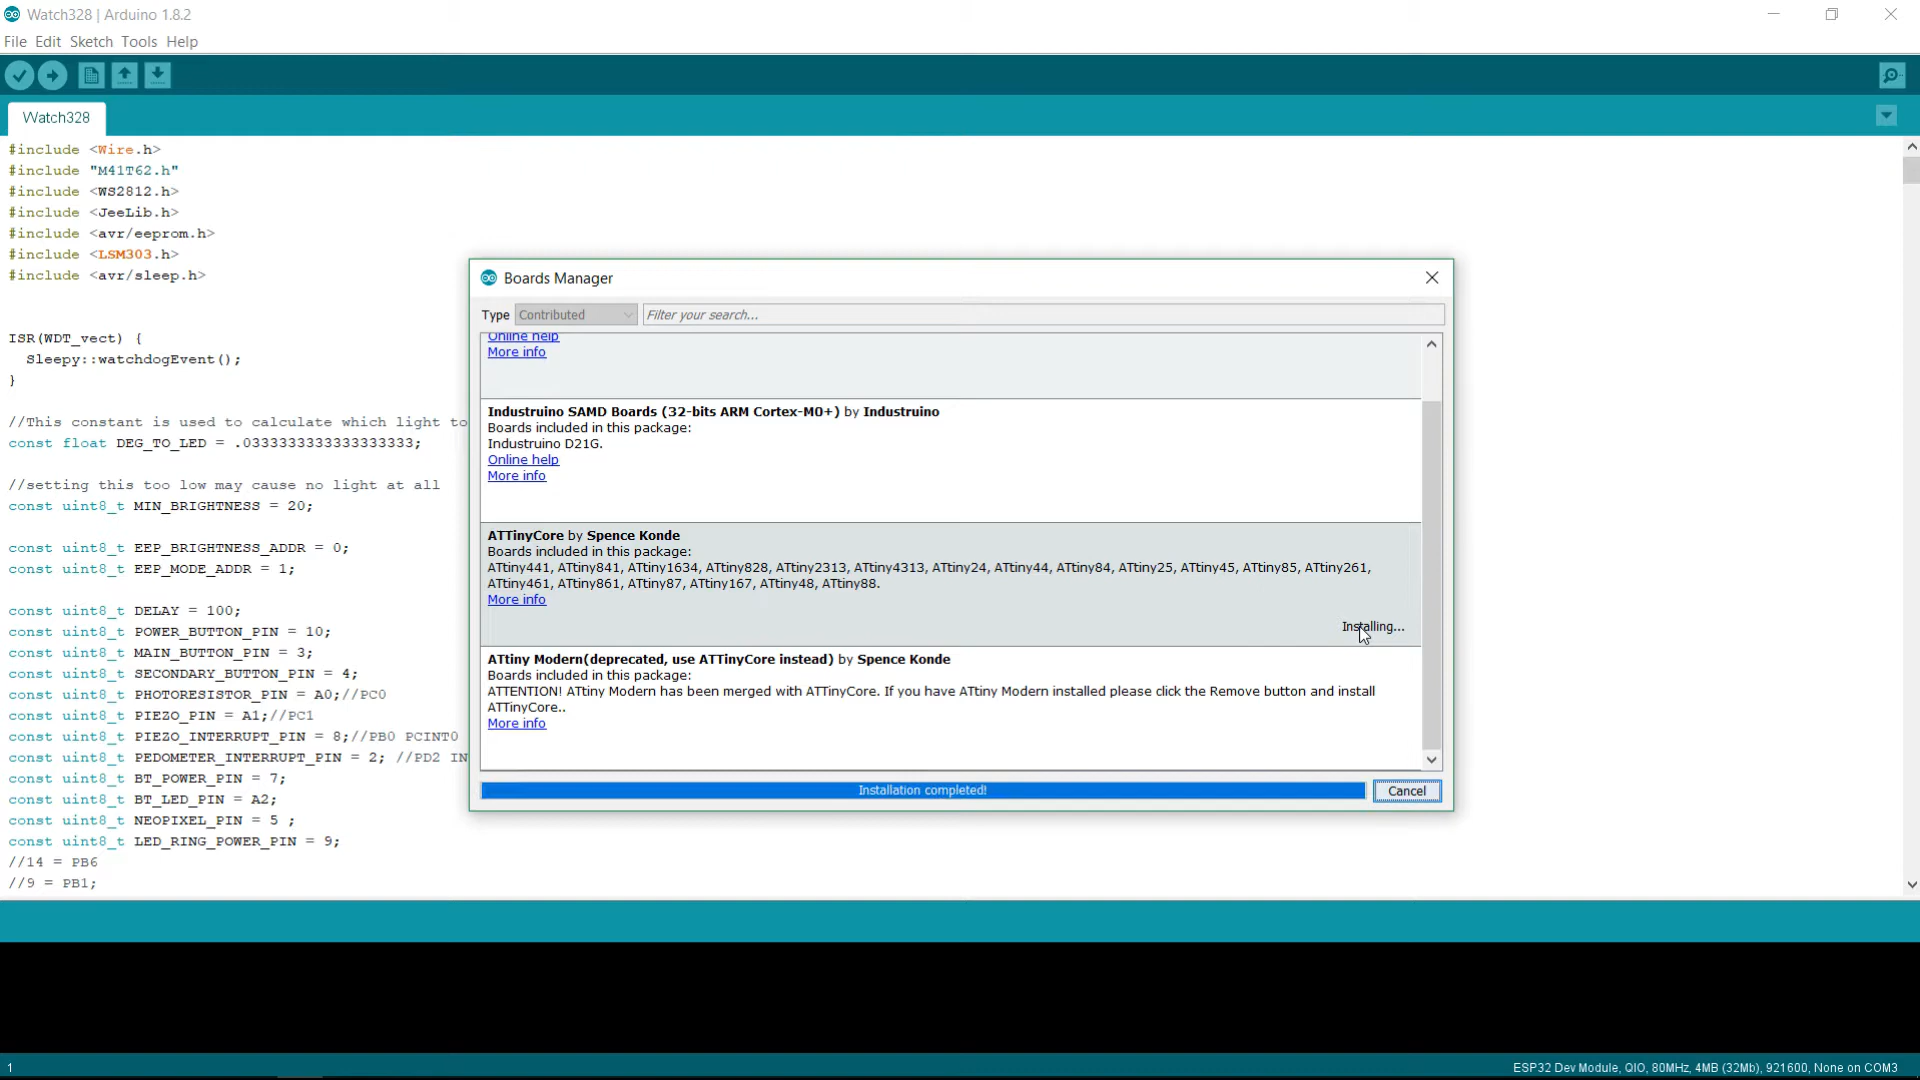 Watch328 | Arduino 1.8.2
File Edit Sketch Tools Help
Watch328
#include <Wire.h>
#include "M41T62.h"
#include <WS2812.h>
#include <JeeLib.h>
#include <avr/eeprom.h>
#include <LSM303.h>
#include <avr/sleep.h>
ISR(WDT_vect) {
Sleepy::watchdogEvent();
}
//This constant is used to calculate which light to
const float DEG_TO_LED = .0333333333333333333;
//setting this too low may cause no light at all
const uint8_t MIN_BRIGHTNESS = 20;
const uint8_t EEP_BRIGHTNESS_ADDR = 0;
const uint8_t EEP_MODE_ADDR = 1;
const uint8_t DELAY = 100;
const uint8_t POWER_BUTTON_PIN = 10;
const uint8_t MAIN_BUTTON_PIN = 3;
const uint8_t SECONDARY_BUTTON_PIN = 4;
const uint8_t PHOTORESISTOR_PIN = A0;//PC0
const uint8_t PIEZO_PIN = A1;//PC1
const uint8_t PIEZO_INTERRUPT_PIN = 8;//PB0 PCINT0
const uint8_t PEDOMETER_INTERRUPT_PIN = 2; //PD2 IN
const uint8_t BT_POWER_PIN = 7;
const uint8_t BT_LED_PIN = A2;
const uint8_t NEOPIXEL_PIN = 5 ;
const uint8_t LED_RING_POWER_PIN = 9;
//14 = PB6
//9 = PB1;
Boards Manager
Type Contributed Filter your search...
Online help
More info
Industruino SAMD Boards (32-bits ARM Cortex-M0+) by Industruino
Boards included in this package:
Industruino D21G.
Online help
More info
ATTinyCore by Spence Konde
Boards included in this package:
ATtiny441, ATtiny841, ATtiny1634, ATtiny828, ATtiny2313, ATtiny4313, ATtiny24, ATtiny44, ATtiny84, ATtiny25, ATtiny45, ATtiny85, ATtiny261,
ATtiny461, ATtiny861, ATtiny87, ATtiny167, ATtiny48, ATtiny88.
More info
Installing...
ATtiny Modern(deprecated, use ATTinyCore instead) by Spence Konde
Boards included in this package:
ATTENTION! ATtiny Modern has been merged with ATTinyCore. If you have ATtiny Modern installed please click the Remove button and install
ATTinyCore..
More info
Installation completed!
Cancel
1
ESP32 Dev Module, QIO, 80MHz, 4MB (32Mb), 921600, None on COM3